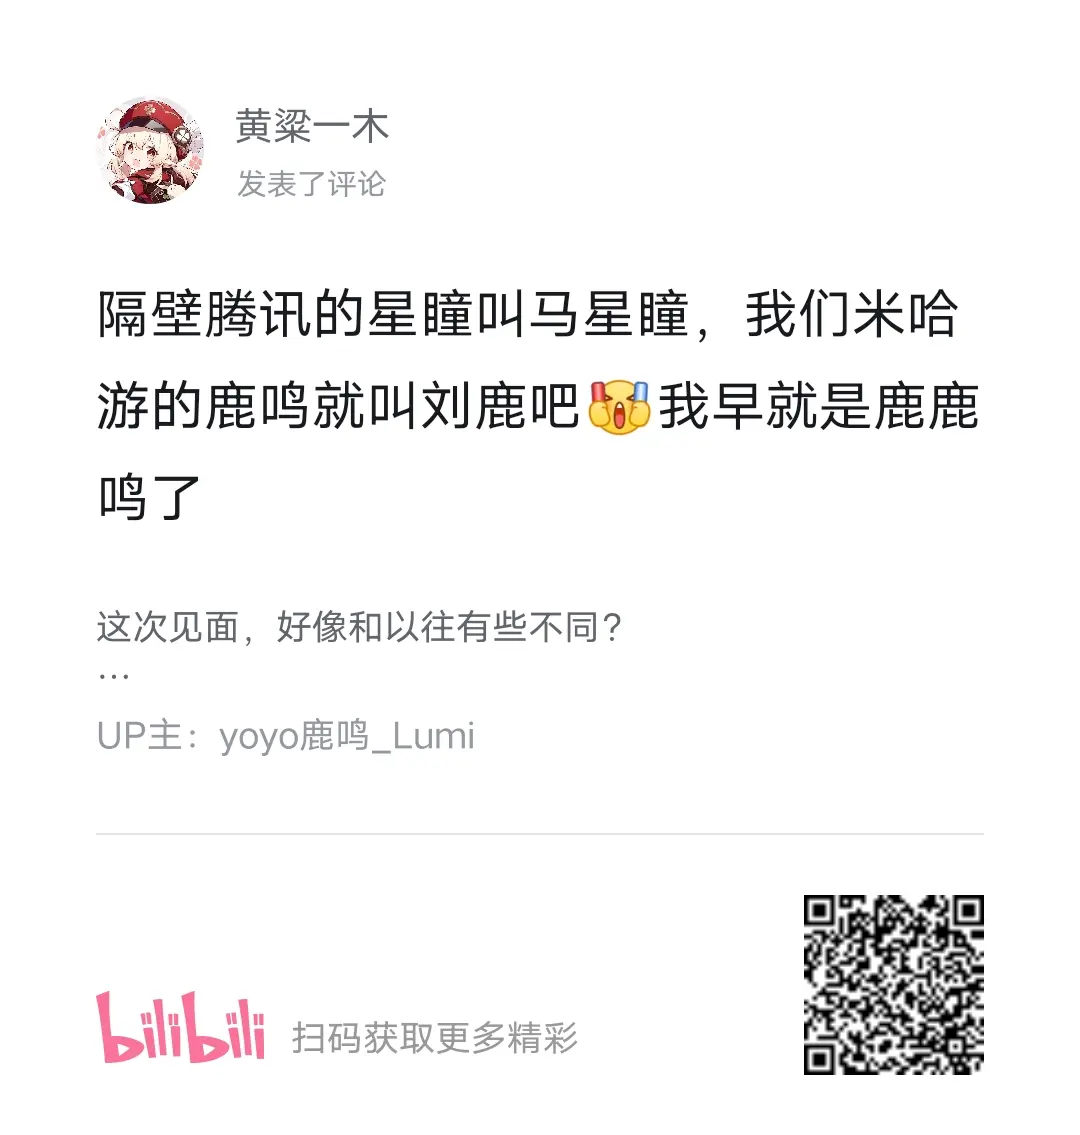 黄粱一木
发表了评论
隔壁腾讯的星瞳叫马星瞳，我们米哈
游的鹿鸣就叫刘鹿吧我早就是鹿鹿
鸣了
这次见面，好像和以往有些不同？
...
UP主：yoyo鹿鸣_Lumi
bilibili 扫码获取更多精彩